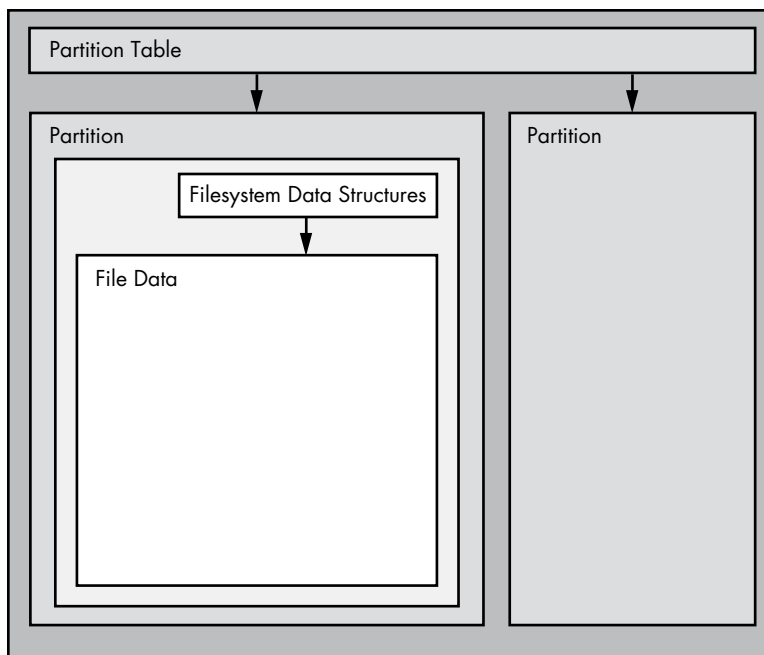 Partition Table
Partition
Partition
Filesystem Data Structures
File Data